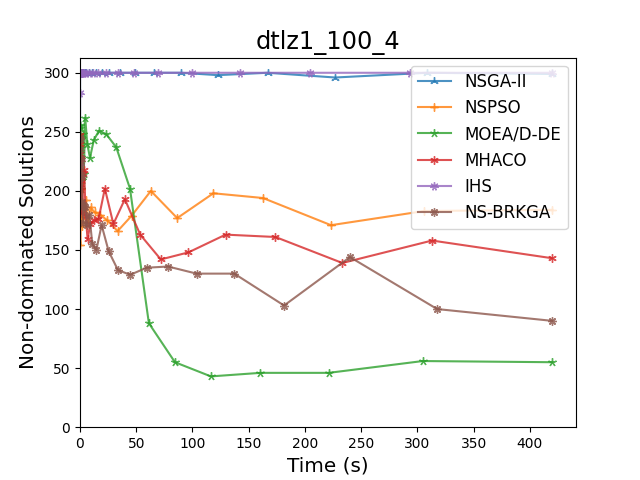 dtlz1_100_4
Non-dominated Solutions
300
250
200
150
100
50
0
0 50 100 150 200 250 300 350 400
Time (s)
NSGA-II
NSPSO
MOEA/D-DE
MHACO
IHS
NS-BRKGA